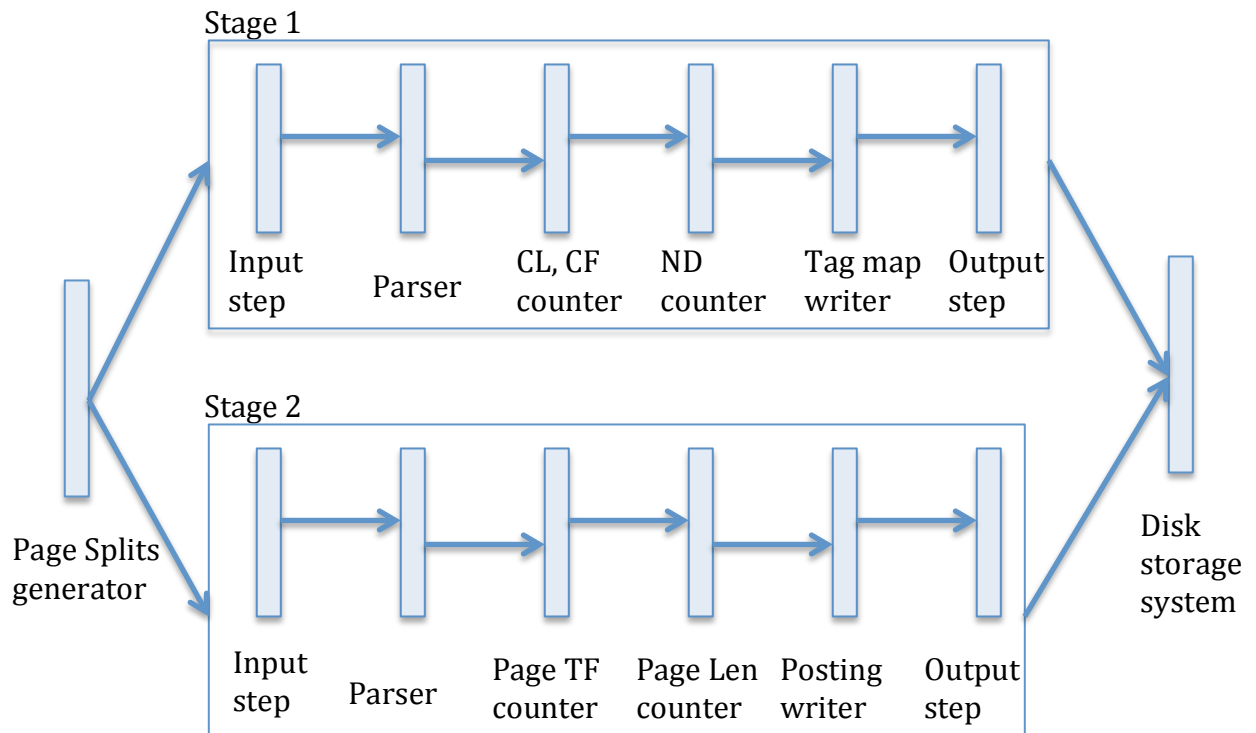 Stage 1
Input
step
Parser
CL, CF
counter
ND
counter
Tag map
writer
Output
step
Page Splits
generator
Stage 2
Input
step
Parser
Page TF
counter
Page Len
counter
Posting
writer
Output
step
Disk
storage
system